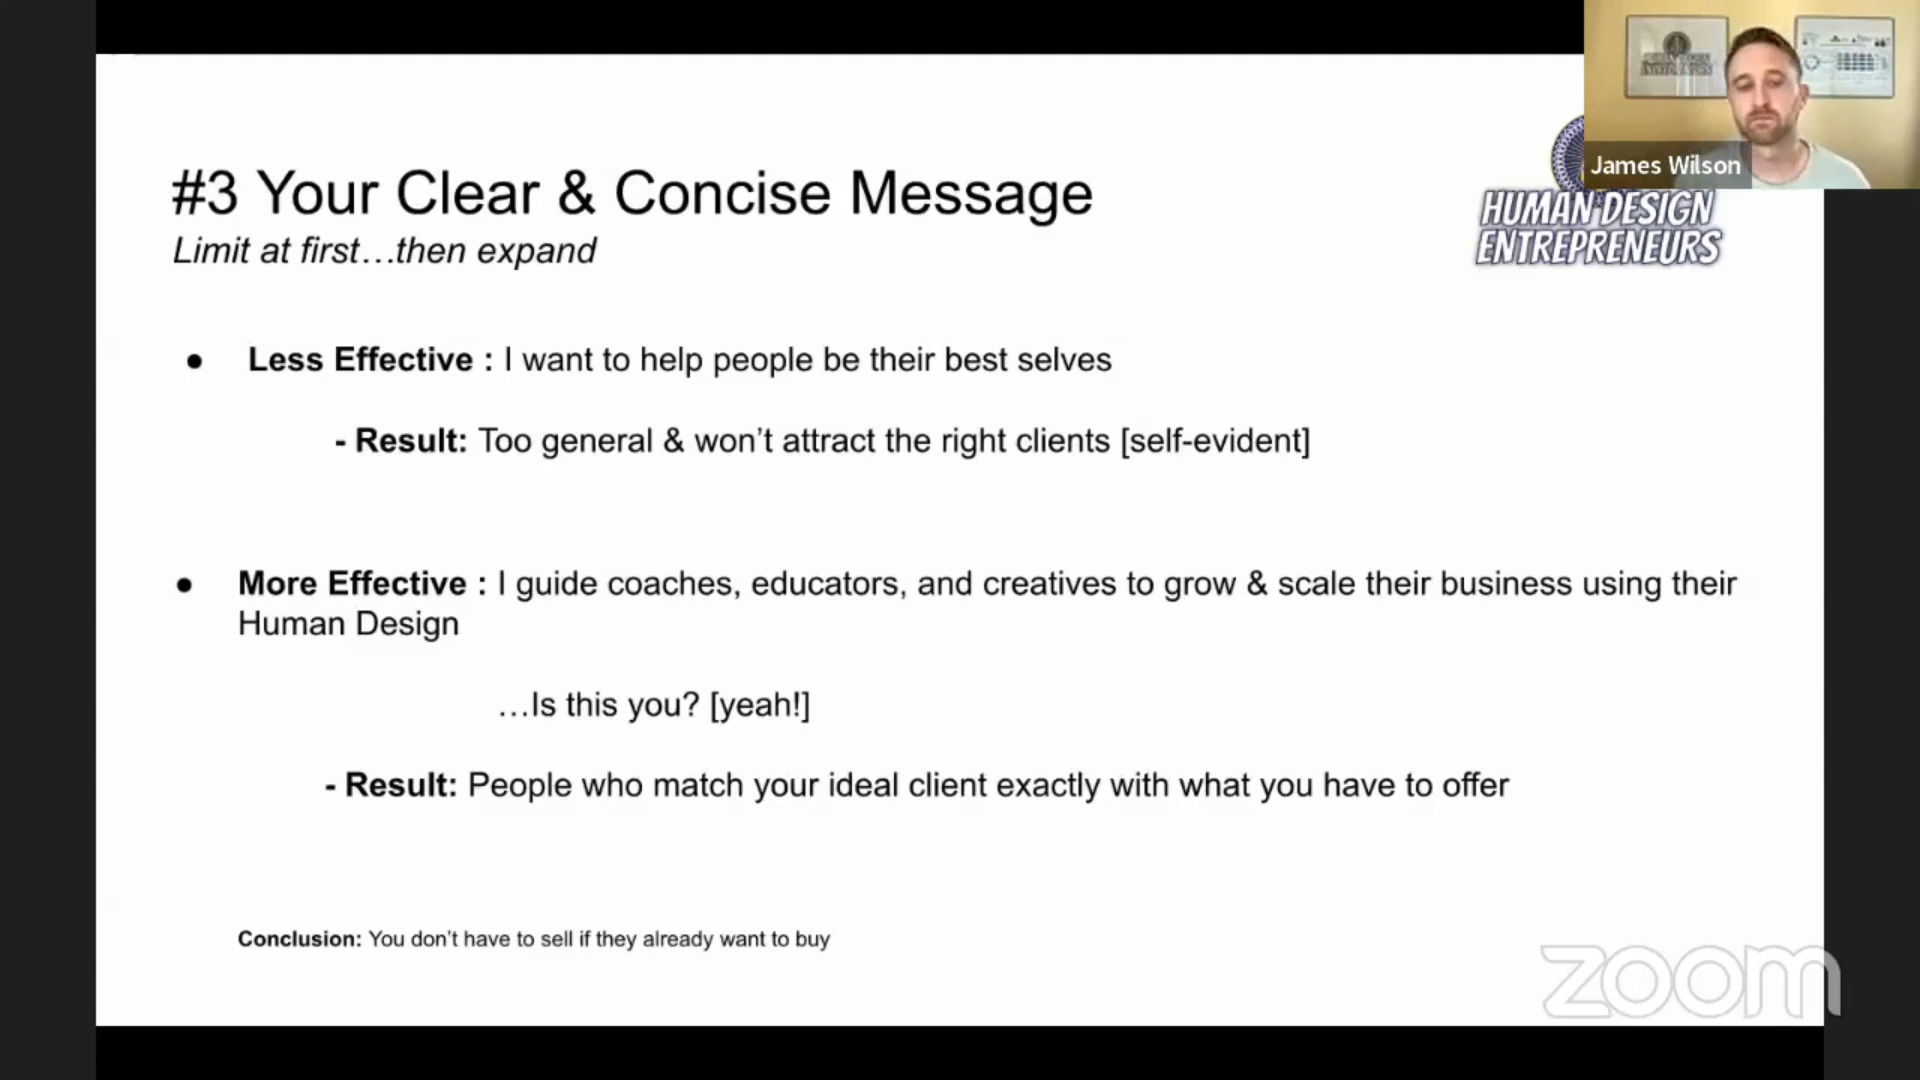 #3 Your Clear & Concise Message
Limit at first…then expand
James Wilson
HUMAN DESIGN
ENTREPRENEURS
● Less Effective : I want to help people be their best selves
- Result: Too general & won’t attract the right clients [self-evident]
● More Effective : I guide coaches, educators, and creatives to grow & scale their business using their
Human Design
…Is this you? [yeah!]
- Result: People who match your ideal client exactly with what you have to offer
Conclusion: You don’t have to sell if they already want to buy
zoom